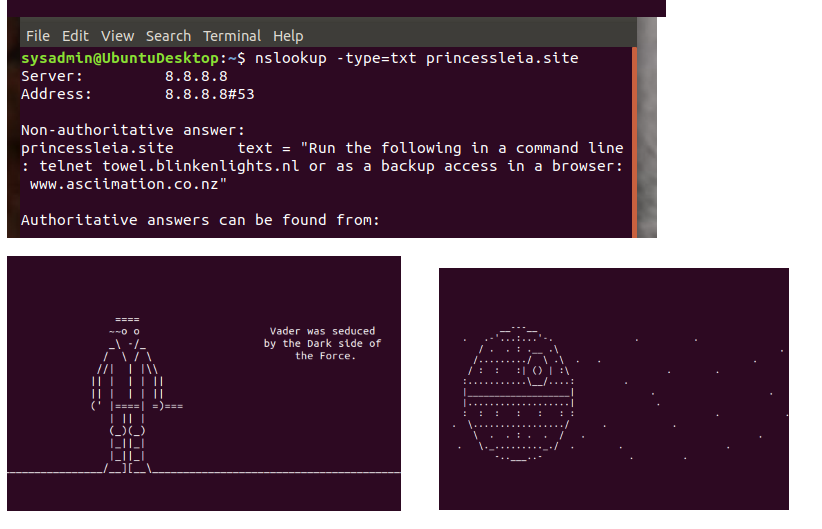 File Edit View Search Terminal Help
sysadmin@UbuntuDesktop:~$ nslookup -type=txt princessleia.site
Server: 8.8.8.8
Address: 8.8.8.8#53
Non-authoritative answer:
princessleia.site text = "Run the following in a command line
: telnet towel.blinkenlights.nl or as a backup access in a browser:
www.asciimation.co.nz"
Authoritative answers can be found from:
Vader was seduced
by the Dark side of
the Force.